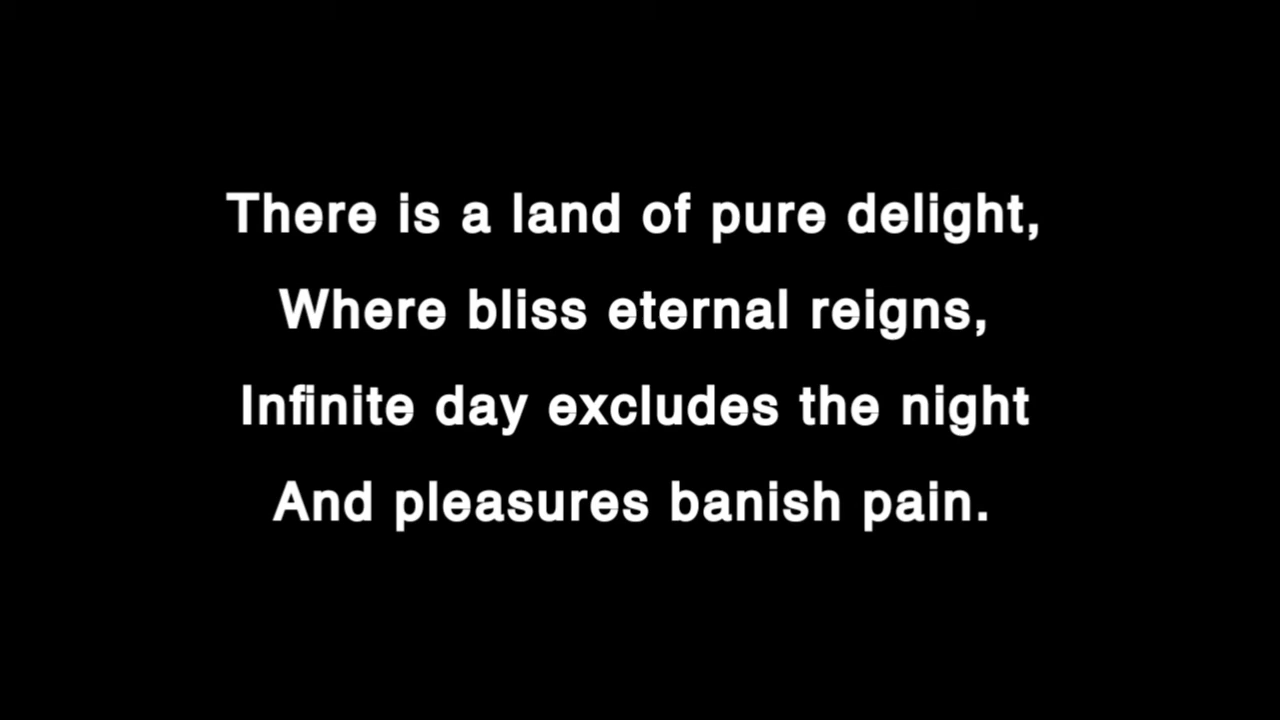 There is a land of pure delight,
Where bliss eternal reigns,
Infinite day excludes the night
And pleasures banish pain.